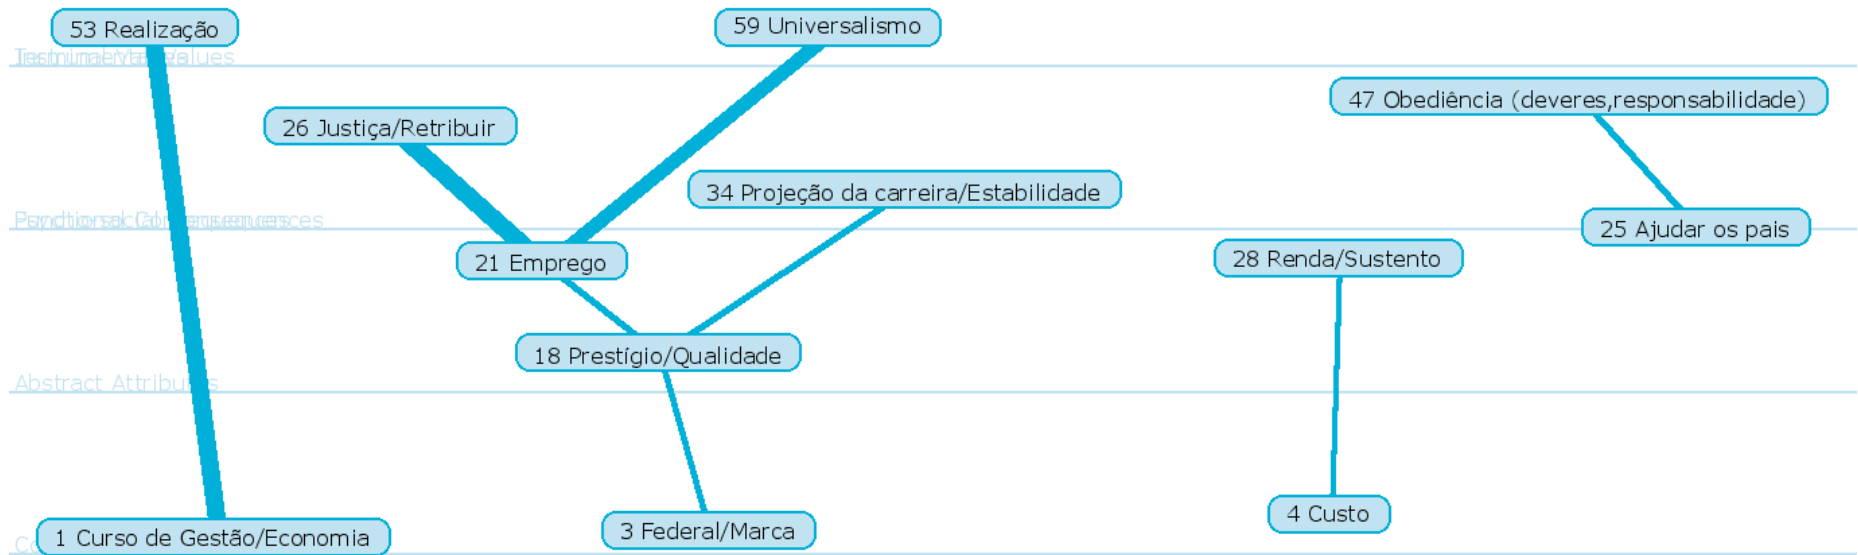 53 Realização
59 Universalismo
47 Obediência (deveres,responsabilidade)
26 Justiça/Retribuir
34 Projeção da carreira/Estabilidade
25 Ajudar os pais
21 Emprego
28 Renda/Sustento
18 Prestígio/Qualidade
Abstract Attributes
4 Custo
3 Federal/Marca
1 Curso de Gestão/Economia